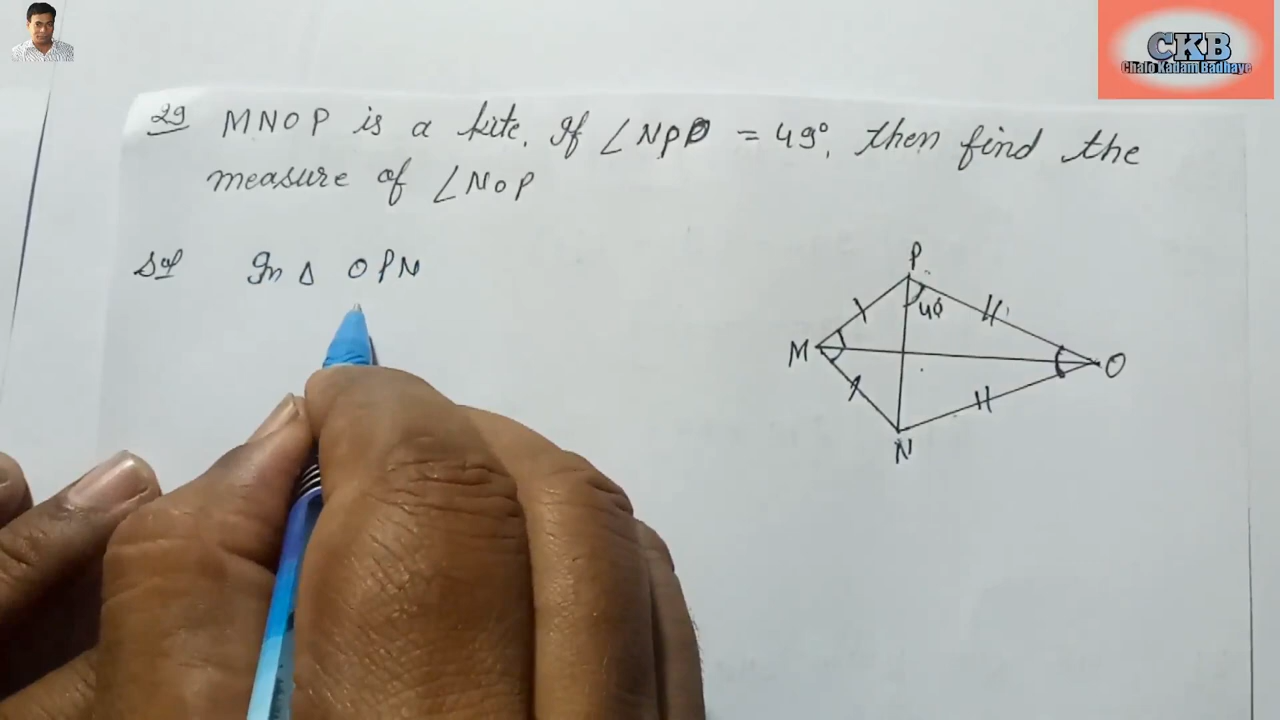 CKB
Chalo Kadam Badhaye
29 MNOP is a kite. If ∠NPO = 49°, then find the
measure of ∠NOP
Sol In Δ OPN
P
49
M
O
N